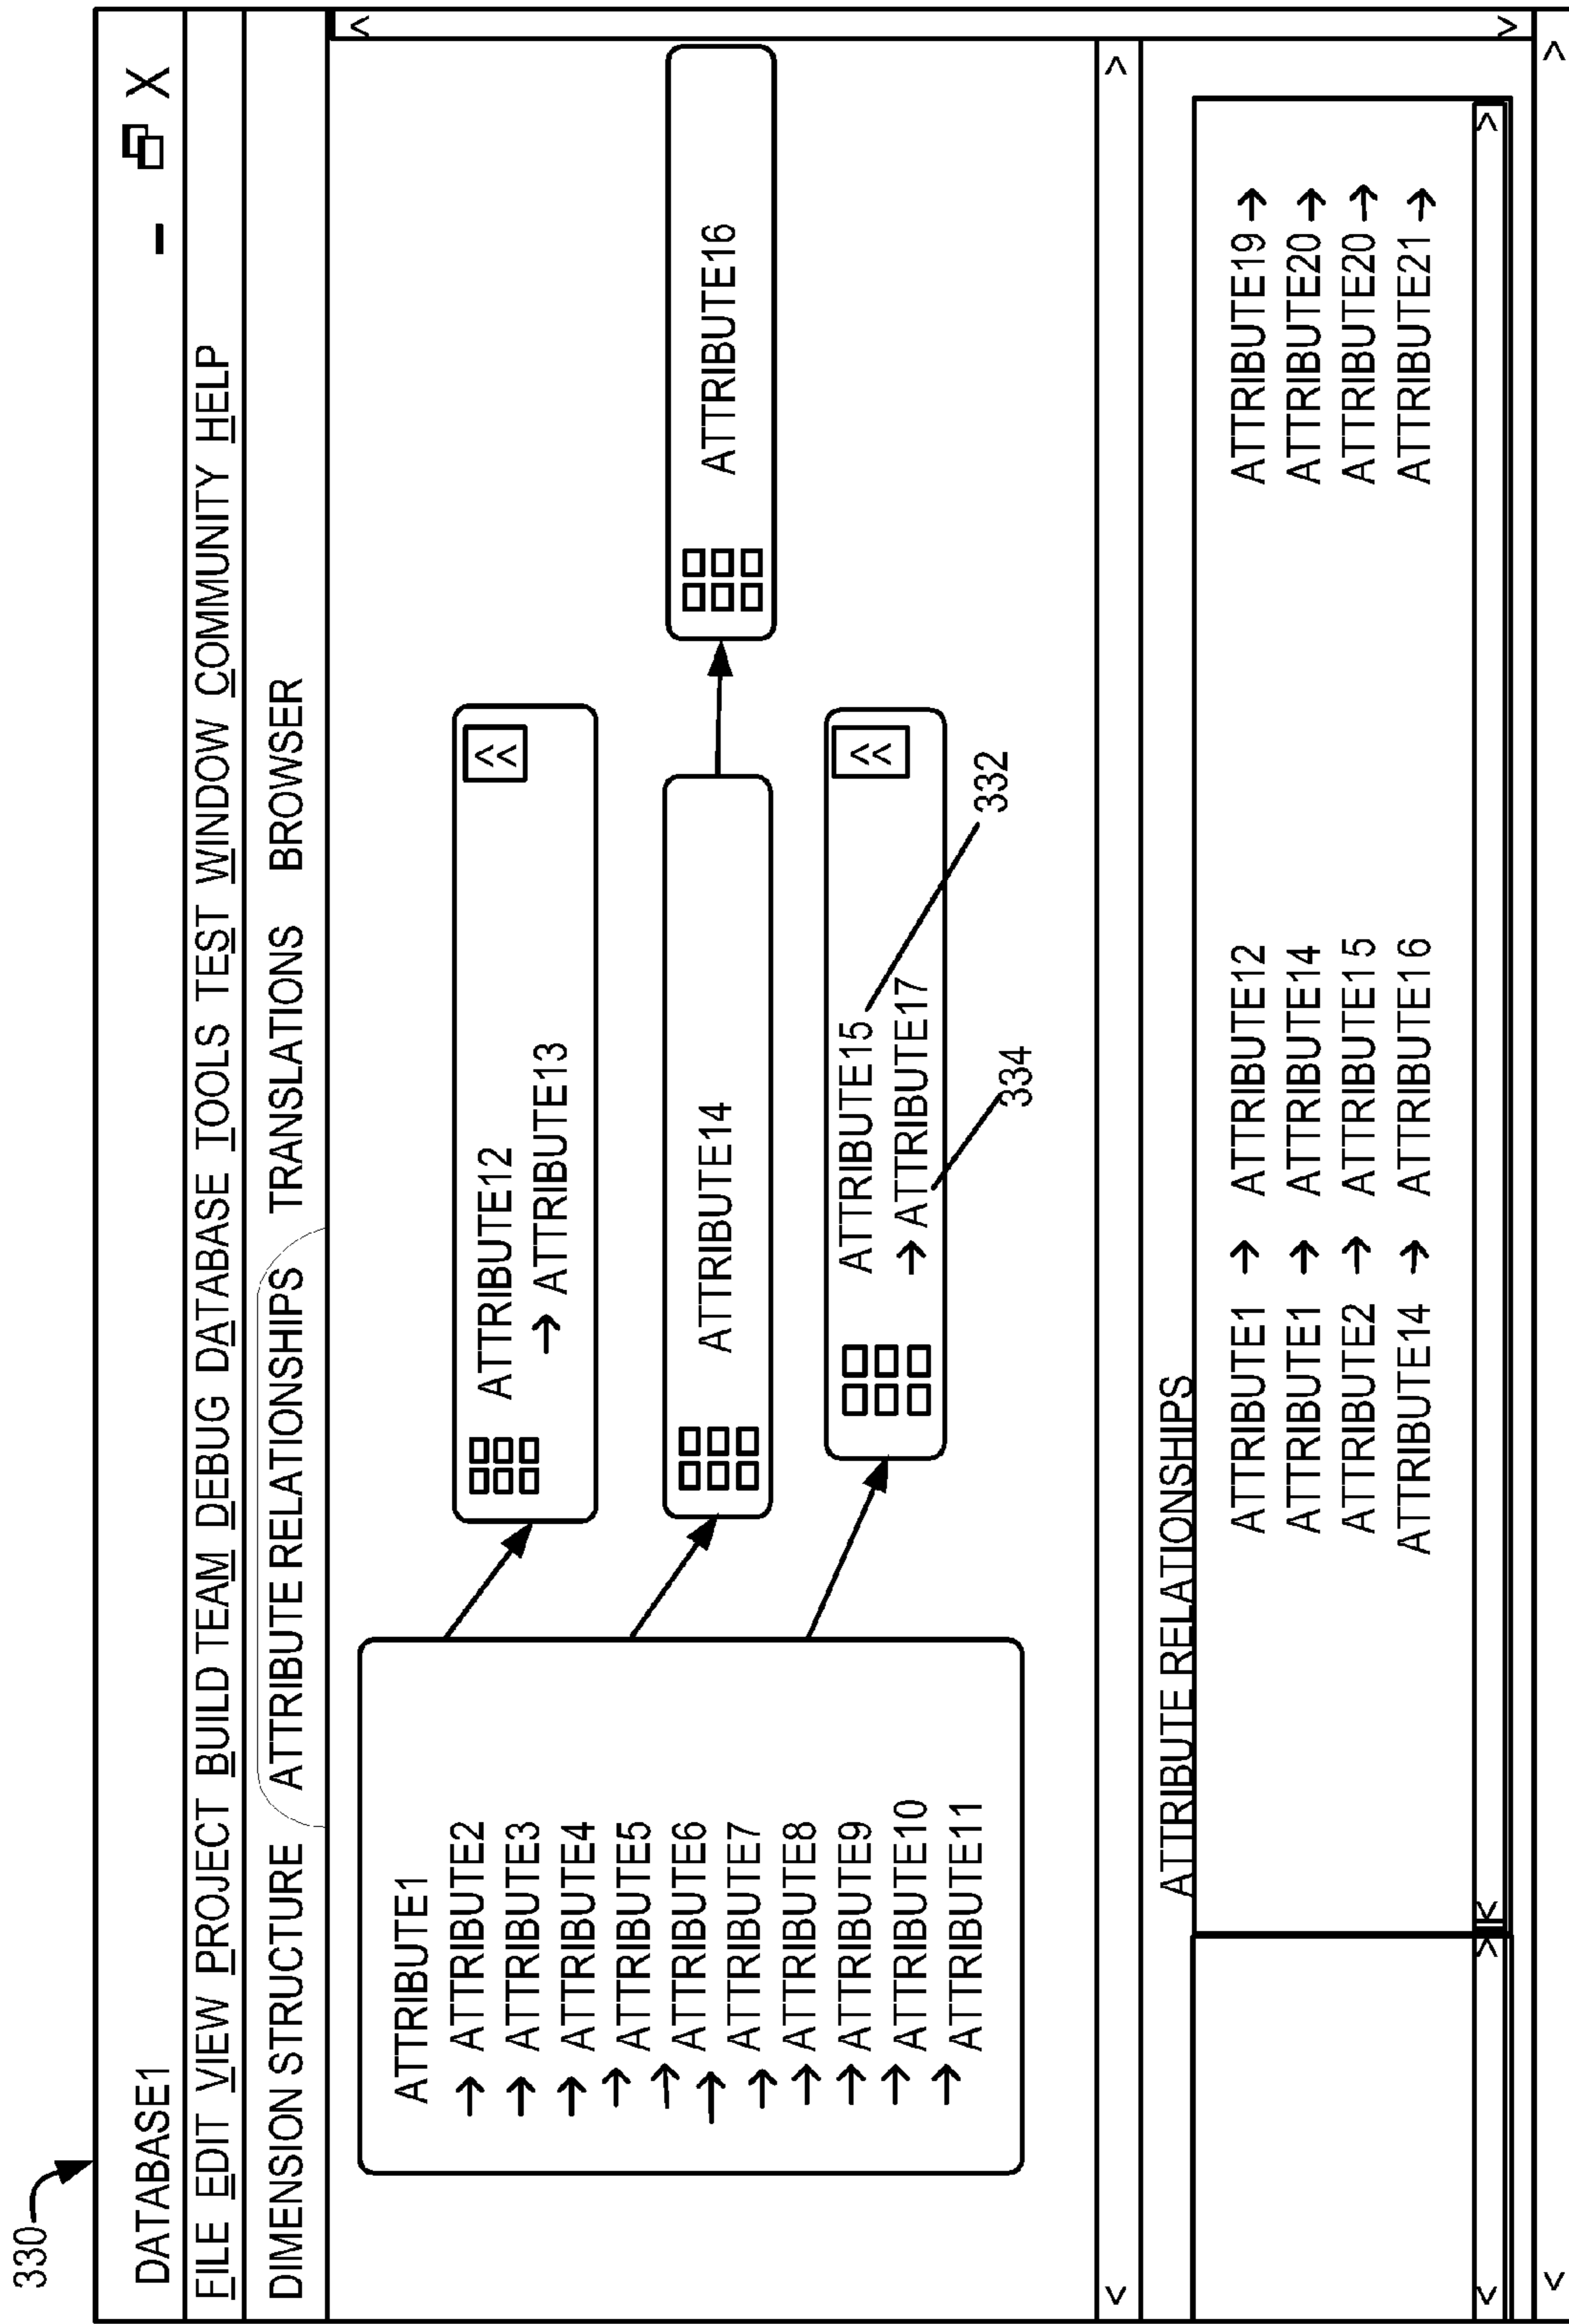 330
DATABASE1 – X
FILE EDIT VIEW PROJECT BUILD TEAM DEBUG DATABASE TOOLS TEST WINDOW COMMUNITY HELP
DIMENSION STRUCTURE ATTRIBUTE RELATIONSHIPS TRANSLATIONS BROWSER
ATTRIBUTE1
→ ATTRIBUTE2
→ ATTRIBUTE3
→ ATTRIBUTE4
→ ATTRIBUTE5
→ ATTRIBUTE6
→ ATTRIBUTE7
→ ATTRIBUTE8
→ ATTRIBUTE9
→ ATTRIBUTE10
→ ATTRIBUTE11
ATTRIBUTE12
→ ATTRIBUTE13
ATTRIBUTE14
ATTRIBUTE15
→ ATTRIBUTE17
332
334
ATTRIBUTE16
ATTRIBUTE RELATIONSHIPS
ATTRIBUTE1 → ATTRIBUTE12 ATTRIBUTE19 →
ATTRIBUTE1 → ATTRIBUTE14 ATTRIBUTE20 →
ATTRIBUTE2 → ATTRIBUTE15 ATTRIBUTE20 →
ATTRIBUTE14 → ATTRIBUTE16 ATTRIBUTE21 →